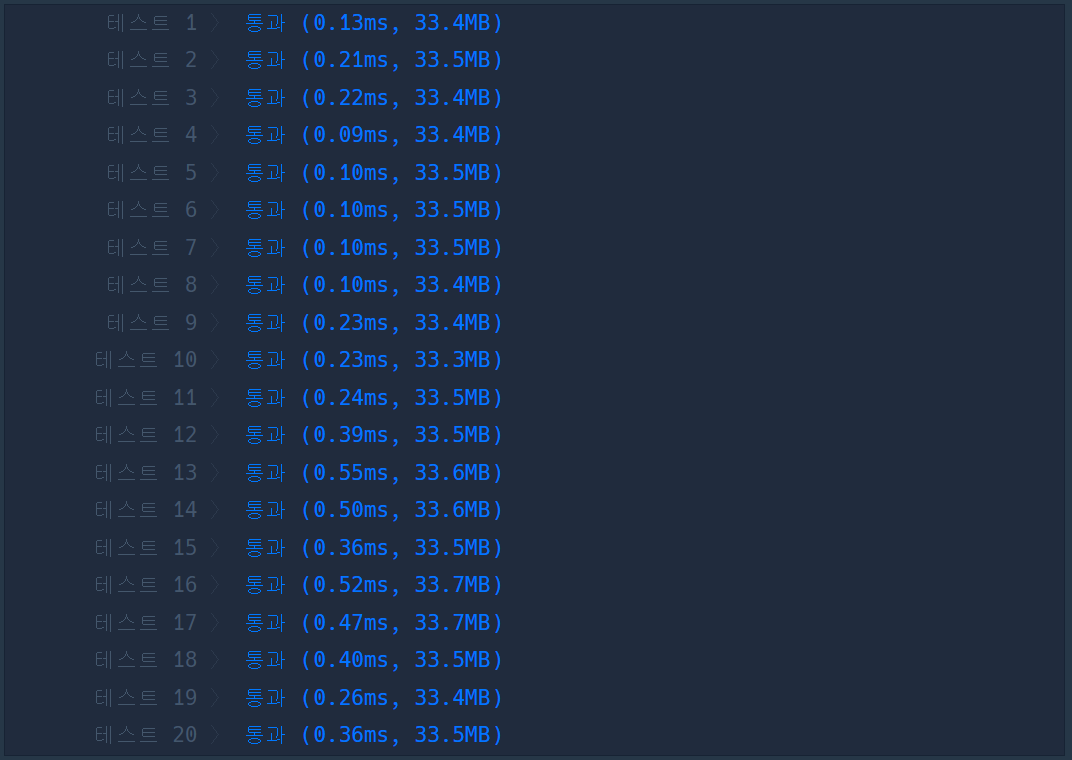 테스트 1 〉 통과 (0.13ms, 33.4MB)
테스트 2 〉 통과 (0.21ms, 33.5MB)
테스트 3 〉 통과 (0.22ms, 33.4MB)
테스트 4 〉 통과 (0.09ms, 33.4MB)
테스트 5 〉 통과 (0.10ms, 33.5MB)
테스트 6 〉 통과 (0.10ms, 33.5MB)
테스트 7 〉 통과 (0.10ms, 33.5MB)
테스트 8 〉 통과 (0.10ms, 33.4MB)
테스트 9 〉 통과 (0.23ms, 33.4MB)
테스트 10 〉 통과 (0.23ms, 33.3MB)
테스트 11 〉 통과 (0.24ms, 33.5MB)
테스트 12 〉 통과 (0.39ms, 33.5MB)
테스트 13 〉 통과 (0.55ms, 33.6MB)
테스트 14 〉 통과 (0.50ms, 33.6MB)
테스트 15 〉 통과 (0.36ms, 33.5MB)
테스트 16 〉 통과 (0.52ms, 33.7MB)
테스트 17 〉 통과 (0.47ms, 33.7MB)
테스트 18 〉 통과 (0.40ms, 33.5MB)
테스트 19 〉 통과 (0.26ms, 33.4MB)
테스트 20 〉 통과 (0.36ms, 33.5MB)